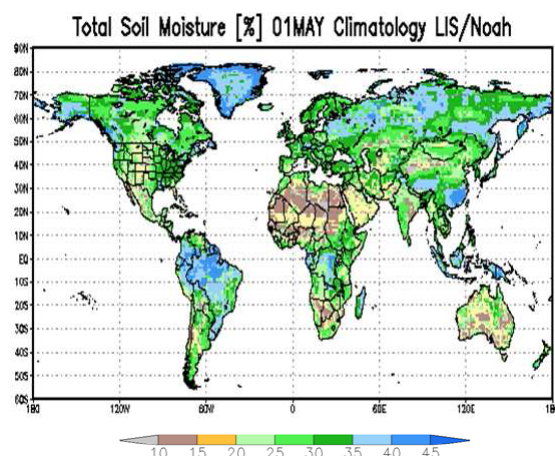 Total Soil Moisture [%] 01MAY Climatology LIS/Noah
90N
80N
70N
60N
50N
40N
30N
20N
10N
EQ
10S
20S
30S
40S
50S
60S
180 120W 60W 0 60E 120E 180
10 15 20 25 30 35 40 45